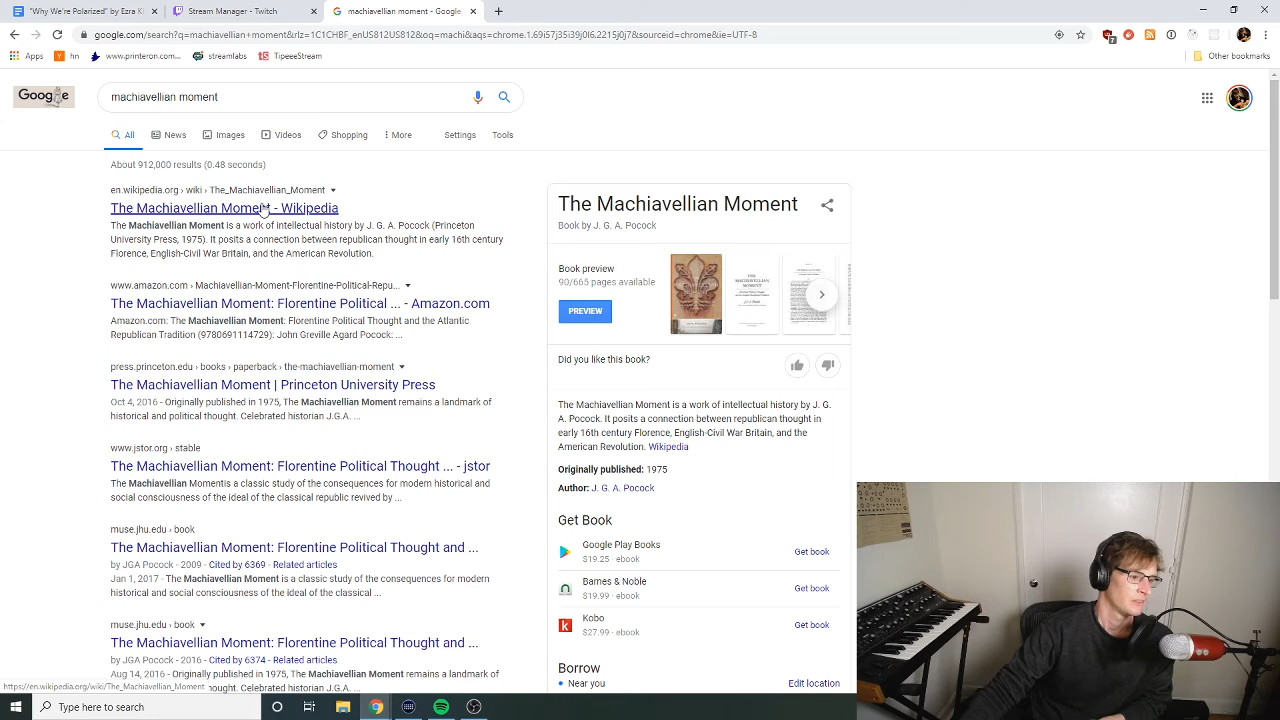 "Why We're Polarized" by Ezra Kl
Stream Manager - Twitch
machiavellian moment - Google
google.com/search?q=machiavellian+moment&rlz=1C1CHBF_enUS812US812&oq=machi&aqs=chrome.1.69i57j35i39j0l6.2215j0j7&sourceid=chrome&ie=UTF-8
Apps
hn
www.printeron.com...
streamlabs
TipeeeStream
Other bookmarks
Google
machiavellian moment
All
News
Images
Videos
Shopping
More
Settings
Tools
About 912,000 results (0.48 seconds)
en.wikipedia.org › wiki › The_Machiavellian_Moment
The Machiavellian Moment - Wikipedia
The Machiavellian Moment is a work of intellectual history by J. G. A. Pocock (Princeton
University Press, 1975). It posits a connection between republican thought in early 16th century
Florence, English-Civil War Britain, and the American Revolution.
www.amazon.com › Machiavellian-Moment-Florentine-Political-Repu...
The Machiavellian Moment: Florentine Political ... - Amazon.com
Amazon.com: The Machiavellian Moment: Florentine Political Thought and the Atlantic
Republican Tradition (9780691114729): John Greville Agard Pocock: ...
press.princeton.edu › books › paperback › the-machiavellian-moment
The Machiavellian Moment | Princeton University Press
Oct 4, 2016 - Originally published in 1975, The Machiavellian Moment remains a landmark of
historical and political thought. Celebrated historian J.G.A. ...
www.jstor.org › stable
The Machiavellian Moment: Florentine Political Thought ... - jstor
The Machiavellian Momentis a classic study of the consequences for modern historical and
social consciousness of the ideal of the classical republic revived by ...
muse.jhu.edu › book
The Machiavellian Moment: Florentine Political Thought and ...
by JGA Pocock - 2009 - Cited by 6369 - Related articles
Jan 1, 2017 - The Machiavellian Moment is a classic study of the consequences for modern
historical and social consciousness of the ideal of the classical ...
muse.jhu.edu › book
The Machiavellian Moment: Florentine Political Thought and ...
by JGA Pocock - 2016 - Cited by 6374 - Related articles
Aug 14, 2016 - Originally published in 1975, The Machiavellian Moment remains a landmark of
thought. Celebrated historian J.G.A. ...
https://en.wikipedia.org/wiki/The_Machiavellian_Moment
The Machiavellian Moment
Book by J. G. A. Pocock
Book preview
90/665 pages available
PREVIEW
Did you like this book?
The Machiavellian Moment is a work of intellectual history by J. G.
A. Pocock. It posits a connection between republican thought in
early 16th century Florence, English-Civil War Britain, and the
American Revolution. Wikipedia
Originally published: 1975
Author: J. G. A. Pocock
Get Book
Google Play Books
$19.25 - ebook
Get book
Barnes & Noble
$19.99 - ebook
Get book
Kobo
$27.99 - ebook
Get book
Borrow
Near you
Edit location
Type here to search
1:47 PM
2/26/2020